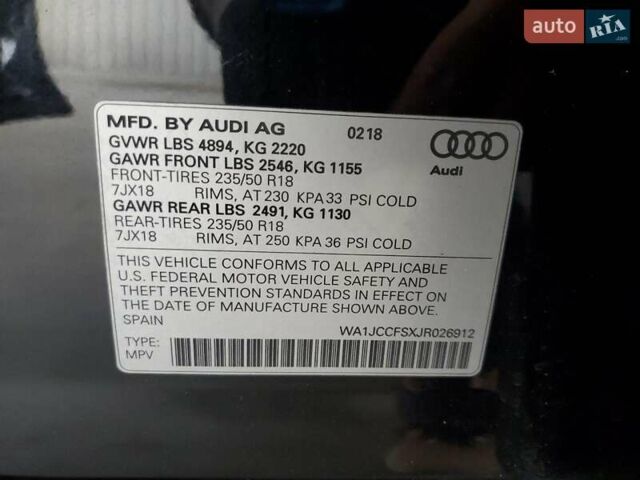 auto RIA.com
MFD. BY AUDI AG 0218
GVWR LBS 4894, KG 2220
GAWR FRONT LBS 2546, KG 1155
FRONT-TIRES 235/50 R18
7JX18 RIMS, AT 230 KPA 33 PSI COLD
GAWR REAR LBS 2491, KG 1130
REAR-TIRES 235/50 R18
7JX18 RIMS, AT 250 KPA 36 PSI COLD
Audi
THIS VEHICLE CONFORMS TO ALL APPLICABLE
U.S. FEDERAL MOTOR VEHICLE SAFETY AND
THEFT PREVENTION STANDARDS IN EFFECT ON
THE DATE OF MANUFACTURE SHOWN ABOVE.
SPAIN WA1JCCFSXJR026912
TYPE:
MPV